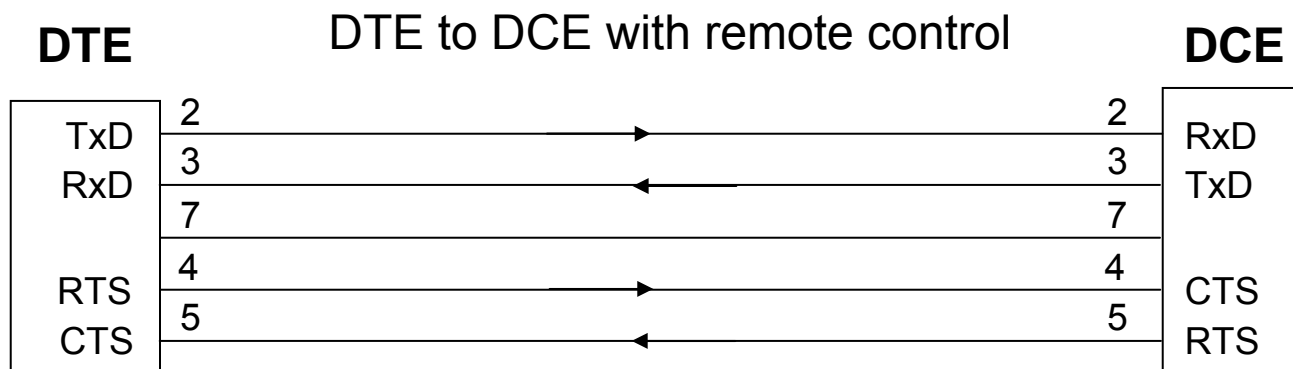 DTE DTE to DCE with remote control DCE
TxD 2 2 RxD
RxD 3 3 TxD
7 7
RTS 4 4 CTS
CTS 5 5 RTS